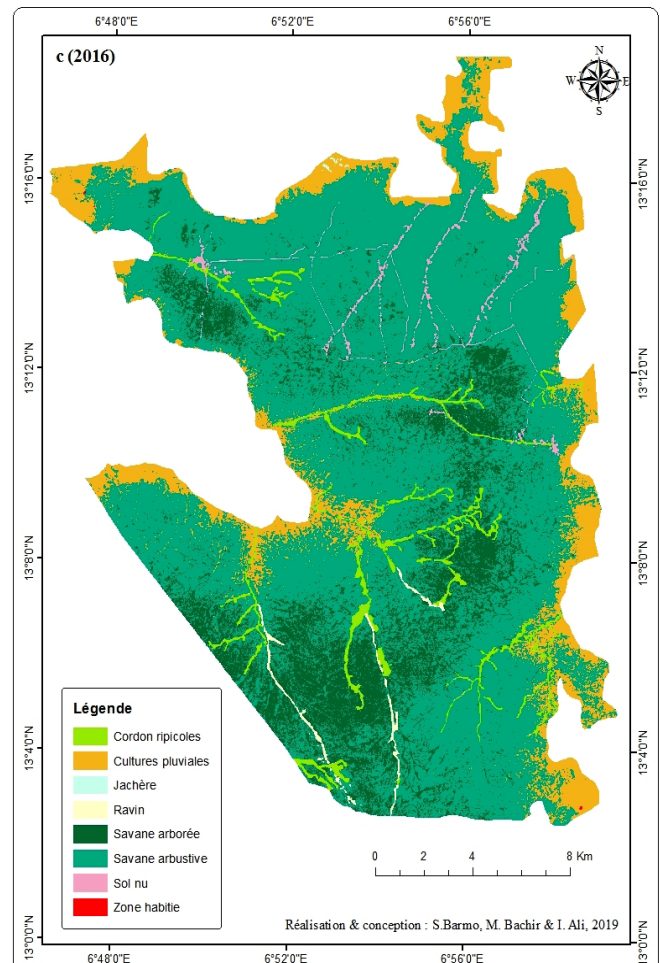 6°48'0"E
6°52'0"E
6°56'0"E
c (2016)
N
W
E
S
13°16'0"N
13°16'0"N
13°12'0"N
13°12'0"N
13°8'0"N
13°8'0"N
13°4'0"N
13°4'0"N
13°0'0"N
13°0'0"N
Légende
Cordon ripicoles
Cultures pluviales
Jachère
Ravin
Savane arborée
Savane arbustive
Sol nu
Zone habitie
0 2 4 8 Km
Réalisation & conception : S.Barmo, M. Bachir & I. Ali, 2019
6°48'0"E
6°52'0"E
6°56'0"E